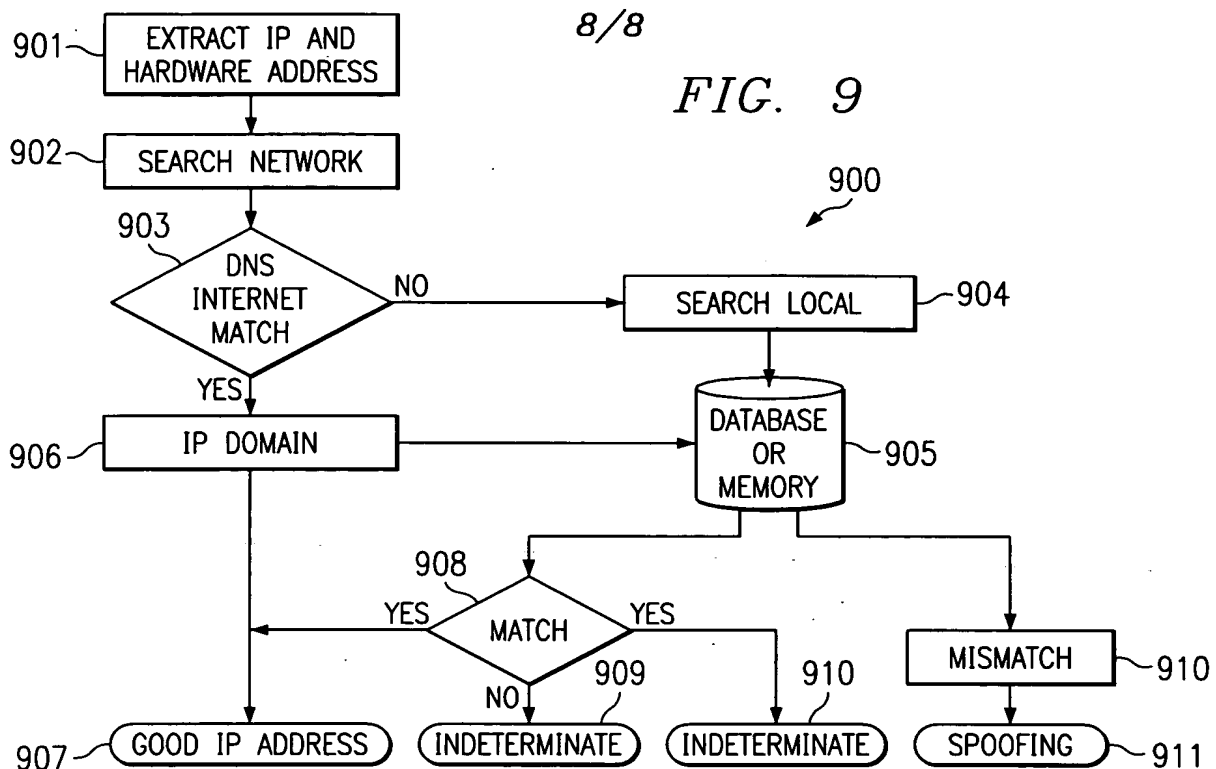 8/8
FIG. 9
901
EXTRACT IP AND
HARDWARE ADDRESS
902
SEARCH NETWORK
900
903
DNS
INTERNET
MATCH
NO
SEARCH LOCAL
904
YES
906
IP DOMAIN
DATABASE
OR
MEMORY
905
908
YES
MATCH
YES
NO
909
910
MISMATCH
910
907
GOOD IP ADDRESS
INDETERMINATE
INDETERMINATE
SPOOFING
911